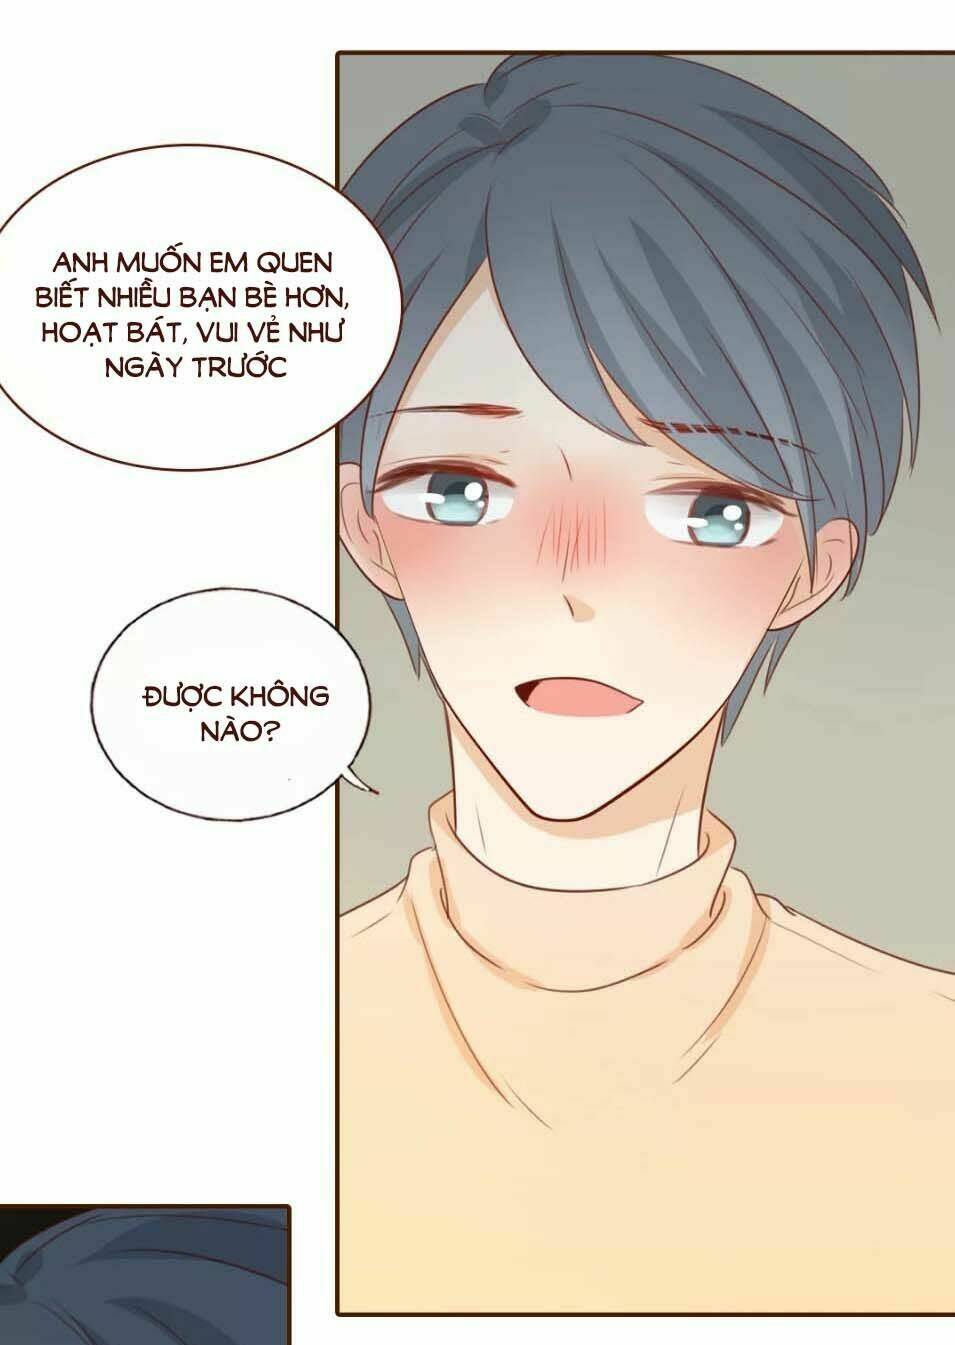 ANH MUỐN EM QUEN
BIẾT NHIỀU BẠN BÈ HƠN,
HOẠT BÁT, VUI VẺ NHƯ
NGÀY TRƯỚC
ĐƯỢC KHÔNG
NÀO?